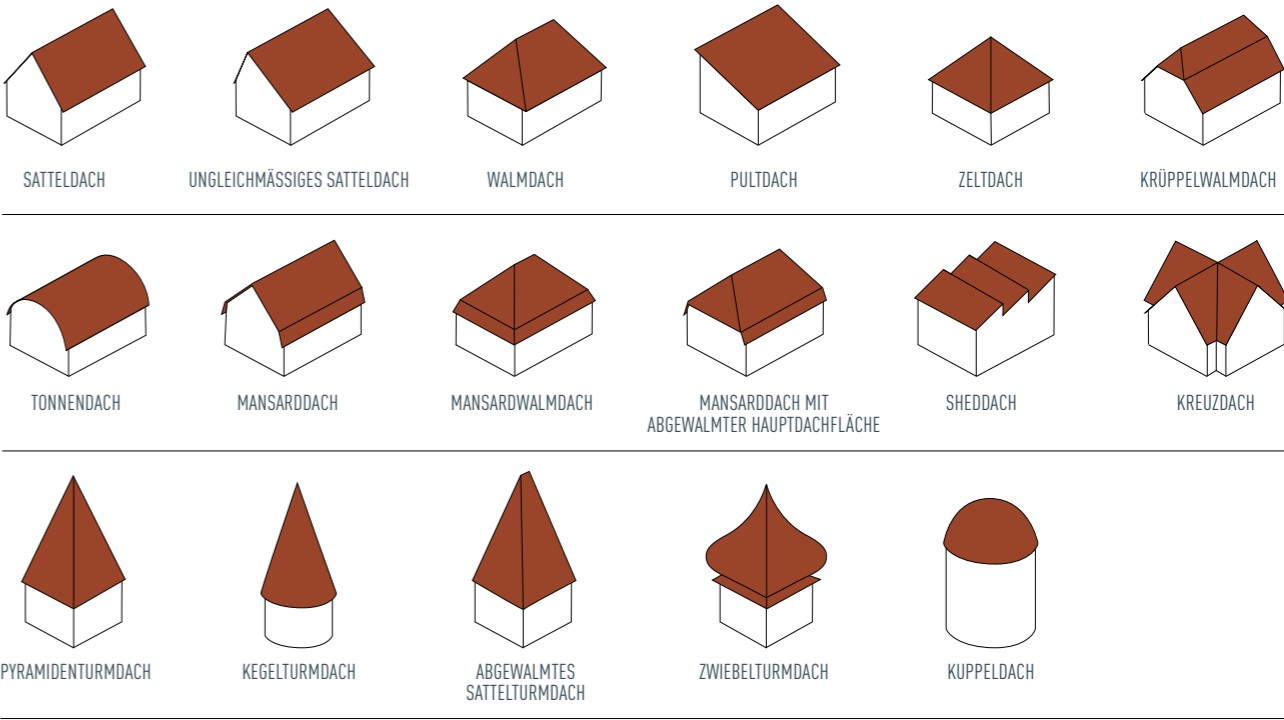 SATTELDACH
UNGLEICHMÄSSIGES SATTELDACH
WALMDACH
PULTDACH
ZELTDACH
KRÜPPELWALMDACH
TONNENDACH
MANSARDDACH
MANSARDWALMDACH
MANSARDDACH MIT
ABGEWALMTER HAUPTDACHFLÄCHE
SHEDDACH
KREUZDACH
PYRAMIDENTURMDACH
KEGELTURMDACH
ABGEWALMTES
SATTELTURMDACH
ZWIEBELTURMDACH
KUPPELDACH